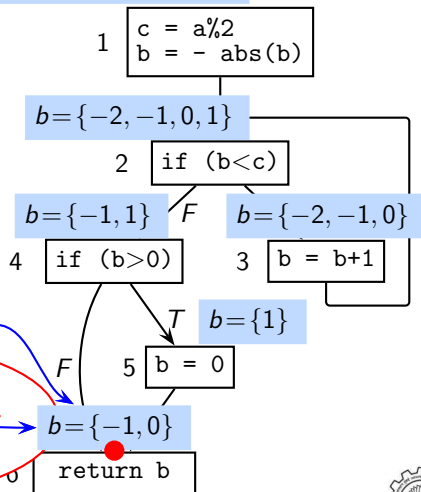 1
c = a%2
b = - abs(b)
b={−2,−1,0,1}
2
if (b<c)
b={−1,1}
F
b={−2,−1,0}
4
if (b>0)
3
b = b+1
T
b={1}
F
5
b = 0
b={−1,0}
return b